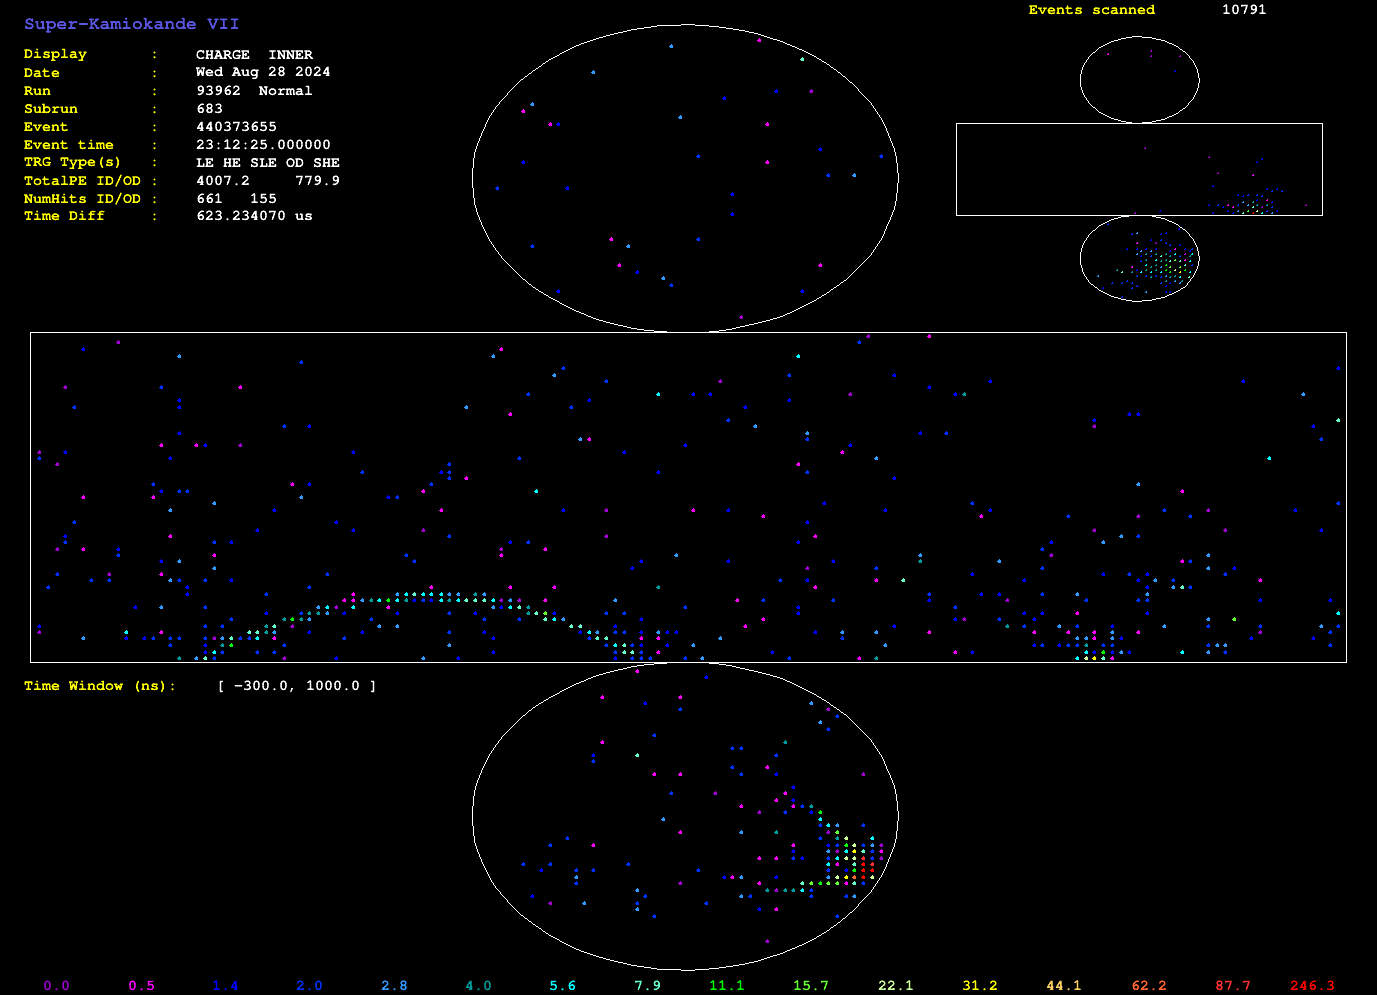 Super-Kamiokande VII
Events scanned 10791
Display : CHARGE INNER
Date : Wed Aug 28 2024
Run : 93962 Normal
Subrun : 683
Event : 440373655
Event time : 23:12:25.000000
TRG Type(s) : LE HE SLE OD SHE
TotalPE ID/OD : 4007.2 779.9
NumHits ID/OD : 661 155
Time Diff : 623.234070 us
Time Window (ns): [ -300.0, 1000.0 ]
0.0 0.5 1.4 2.0 2.8 4.0 5.6 7.9 11.1 15.7 22.1 31.2 44.1 62.2 87.7 246.3